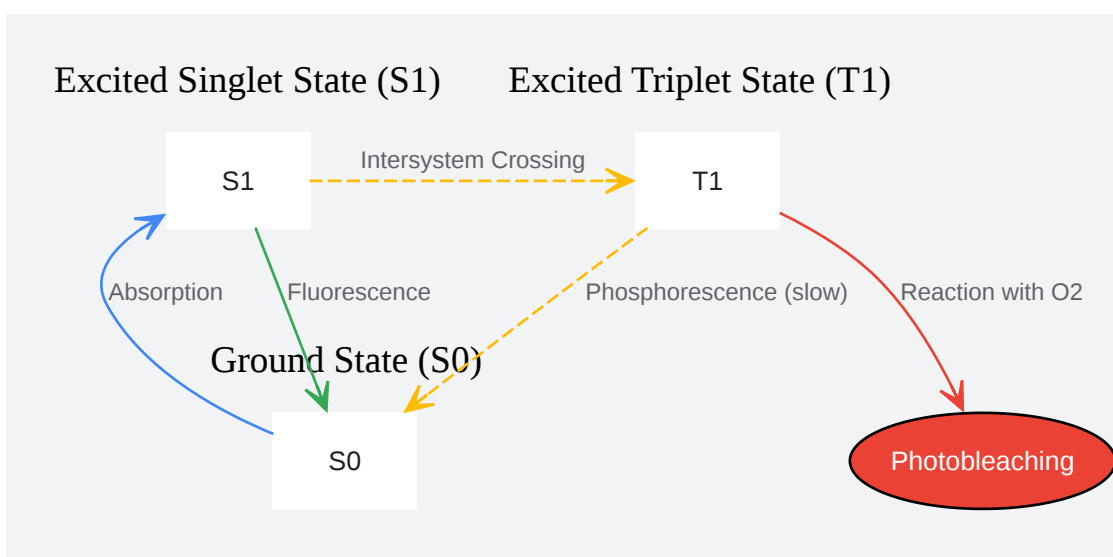 Excited Singlet State (S1)
Excited Triplet State (T1)
S1
Intersystem Crossing
T1
Absorption
Fluorescence
Phosphorescence (slow)
Reaction with O2
Ground State (S0)
S0
Photobleaching